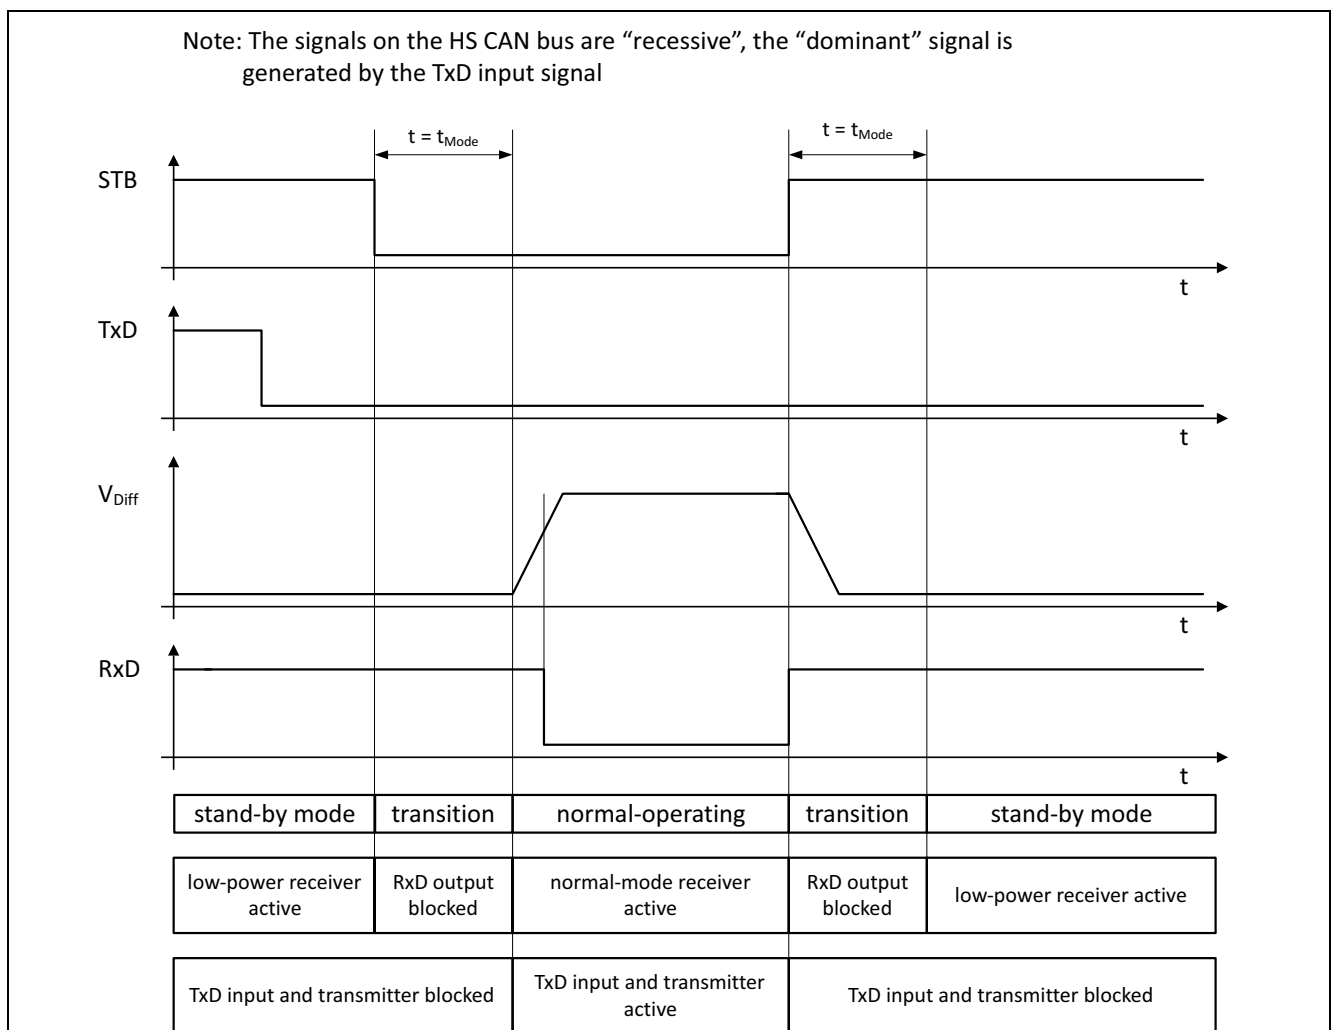 Note: The signals on the HS CAN bus are “recessive”, the “dominant” signal is
generated by the TxD input signal
t = tMode
t = tMode
STB
t
TxD
t
VDiff
t
RxD
t
stand-by mode
transition
normal-operating
transition
stand-by mode
low-power receiver
active
RxD output
blocked
normal-mode receiver
active
RxD output
blocked
low-power receiver active
TxD input and transmitter blocked
TxD input and transmitter
active
TxD input and transmitter blocked